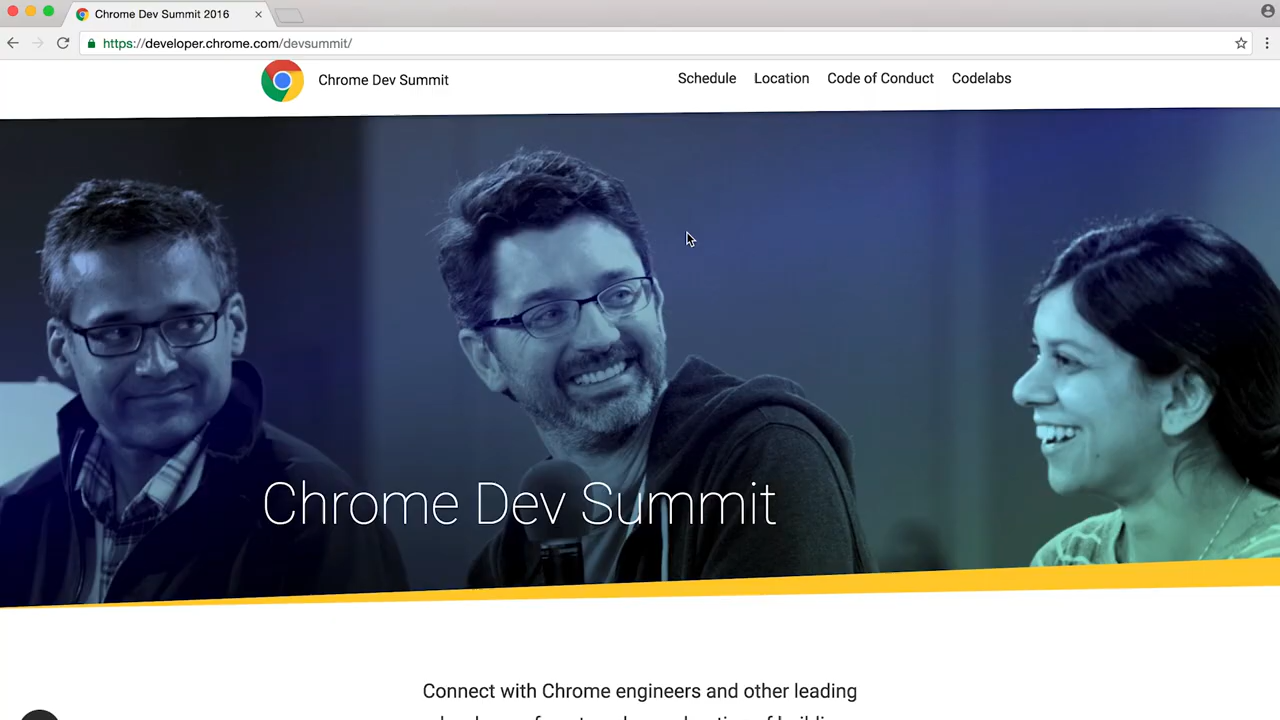 Chrome Dev Summit 2016
https://developer.chrome.com/devsummit/
Chrome Dev Summit
Schedule Location Code of Conduct Codelabs
Chrome Dev Summit
Connect with Chrome engineers and other leading